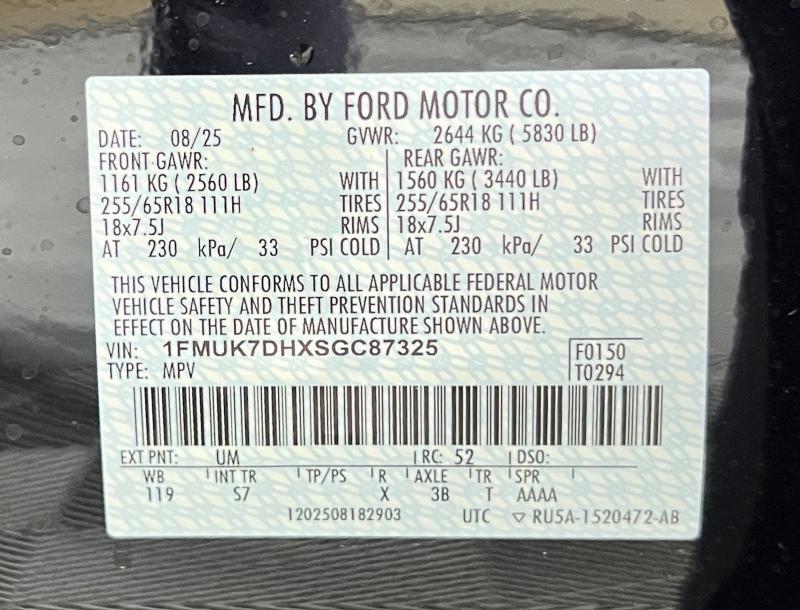 MFD. BY FORD MOTOR CO.
DATE: 08/25 GVWR: 2644 KG ( 5830 LB)
FRONT GAWR: REAR GAWR:
1161 KG ( 2560 LB) WITH 1560 KG ( 3440 LB) WITH
255/65R18 111H TIRES 255/65R18 111H TIRES
18x7.5J RIMS 18x7.5J RIMS
AT 230 kPa/ 33 PSI COLD AT 230 kPa/ 33 PSI COLD
THIS VEHICLE CONFORMS TO ALL APPLICABLE FEDERAL MOTOR
VEHICLE SAFETY AND THEFT PREVENTION STANDARDS IN
EFFECT ON THE DATE OF MANUFACTURE SHOWN ABOVE.
VIN: 1FMUK7DHXSGC87325 F0150
TYPE: MPV T0294
EXT PNT: UM RC: 52 DSO:
WB INT TR TP/PS R AXLE TR SPR
119 S7 X 3B T AAAA
1202508182903 UTC ▽ RU5A-1520472-AB